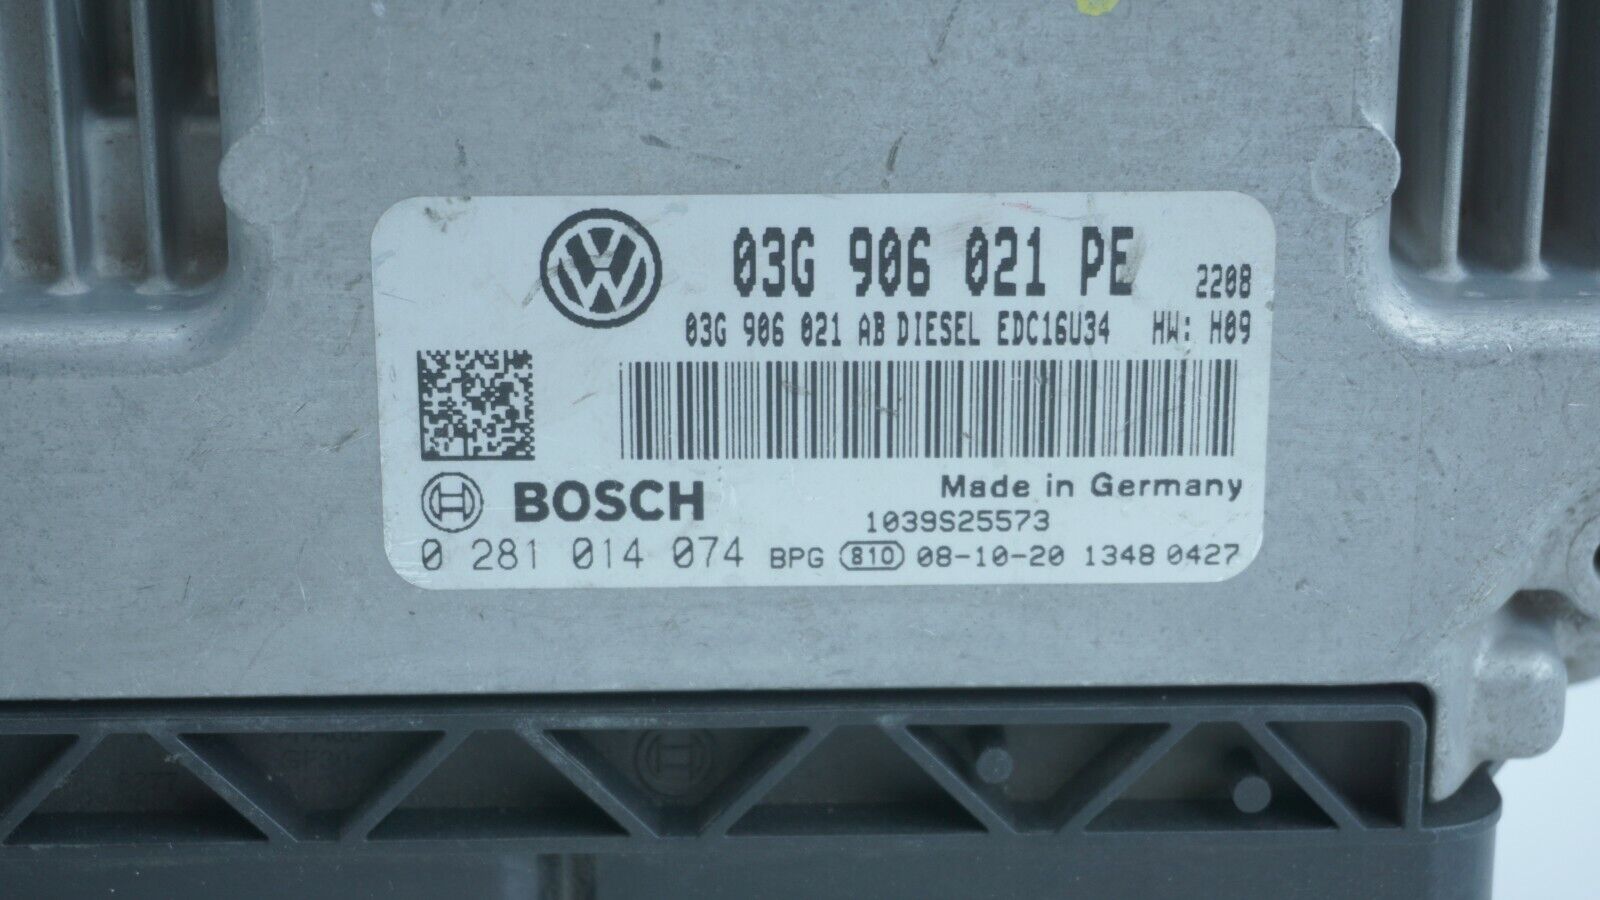 03G 906 021 PE 2208
03G 906 021 AB DIESEL EDC16U34 HW: H09
BOSCH
Made in Germany
1039S25573
0 281 014 074 BPG 810 08-10-20 1348 0427